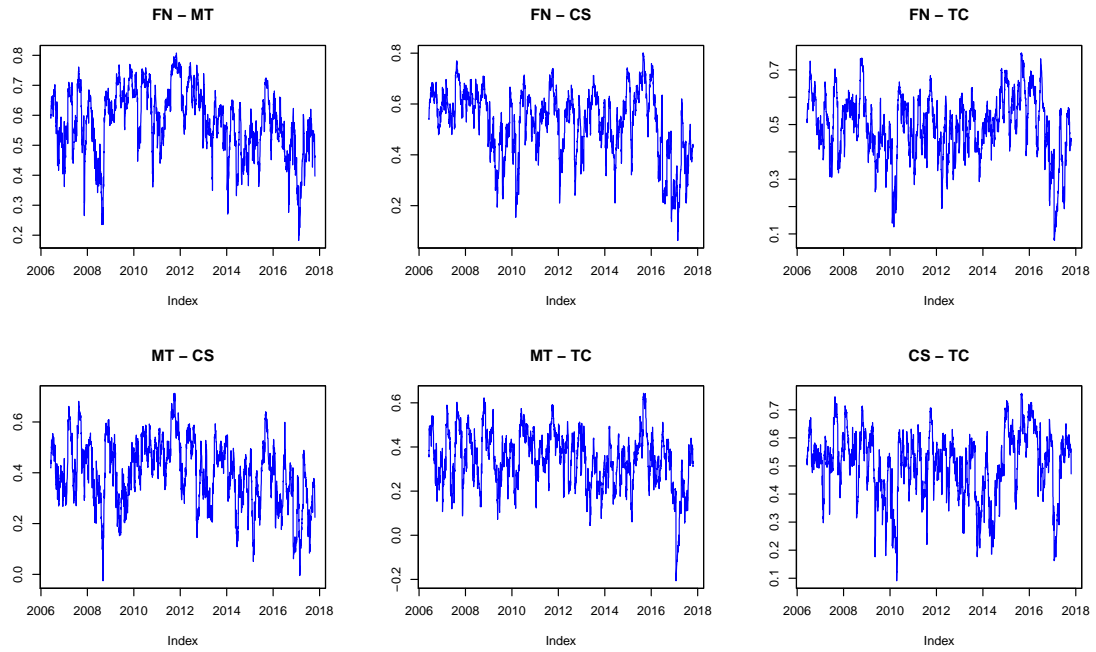 FN – MT
FN – CS
FN – TC
0.2 0.3 0.4 0.5 0.6 0.7 0.8
0.2 0.4 0.6 0.8
0.1 0.3 0.5 0.7
2006 2008 2010 2012 2014 2016 2018
2006 2008 2010 2012 2014 2016 2018
2006 2008 2010 2012 2014 2016 2018
Index
Index
Index
MT – CS
MT – TC
CS – TC
0.0 0.2 0.4 0.6
−0.2 0.0 0.2 0.4 0.6
0.1 0.2 0.3 0.4 0.5 0.6 0.7
2006 2008 2010 2012 2014 2016 2018
2006 2008 2010 2012 2014 2016 2018
2006 2008 2010 2012 2014 2016 2018
Index
Index
Index